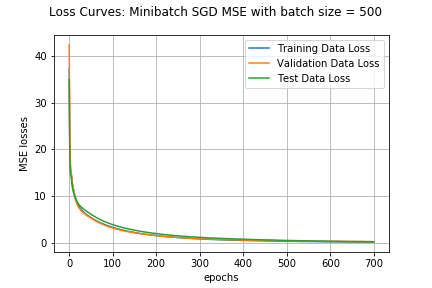 Loss Curves: Minibatch SGD MSE with batch size = 500
40
30
20
10
0
MSE losses
Training Data Loss
Validation Data Loss
Test Data Loss
0 100 200 300 400 500 600 700
epochs